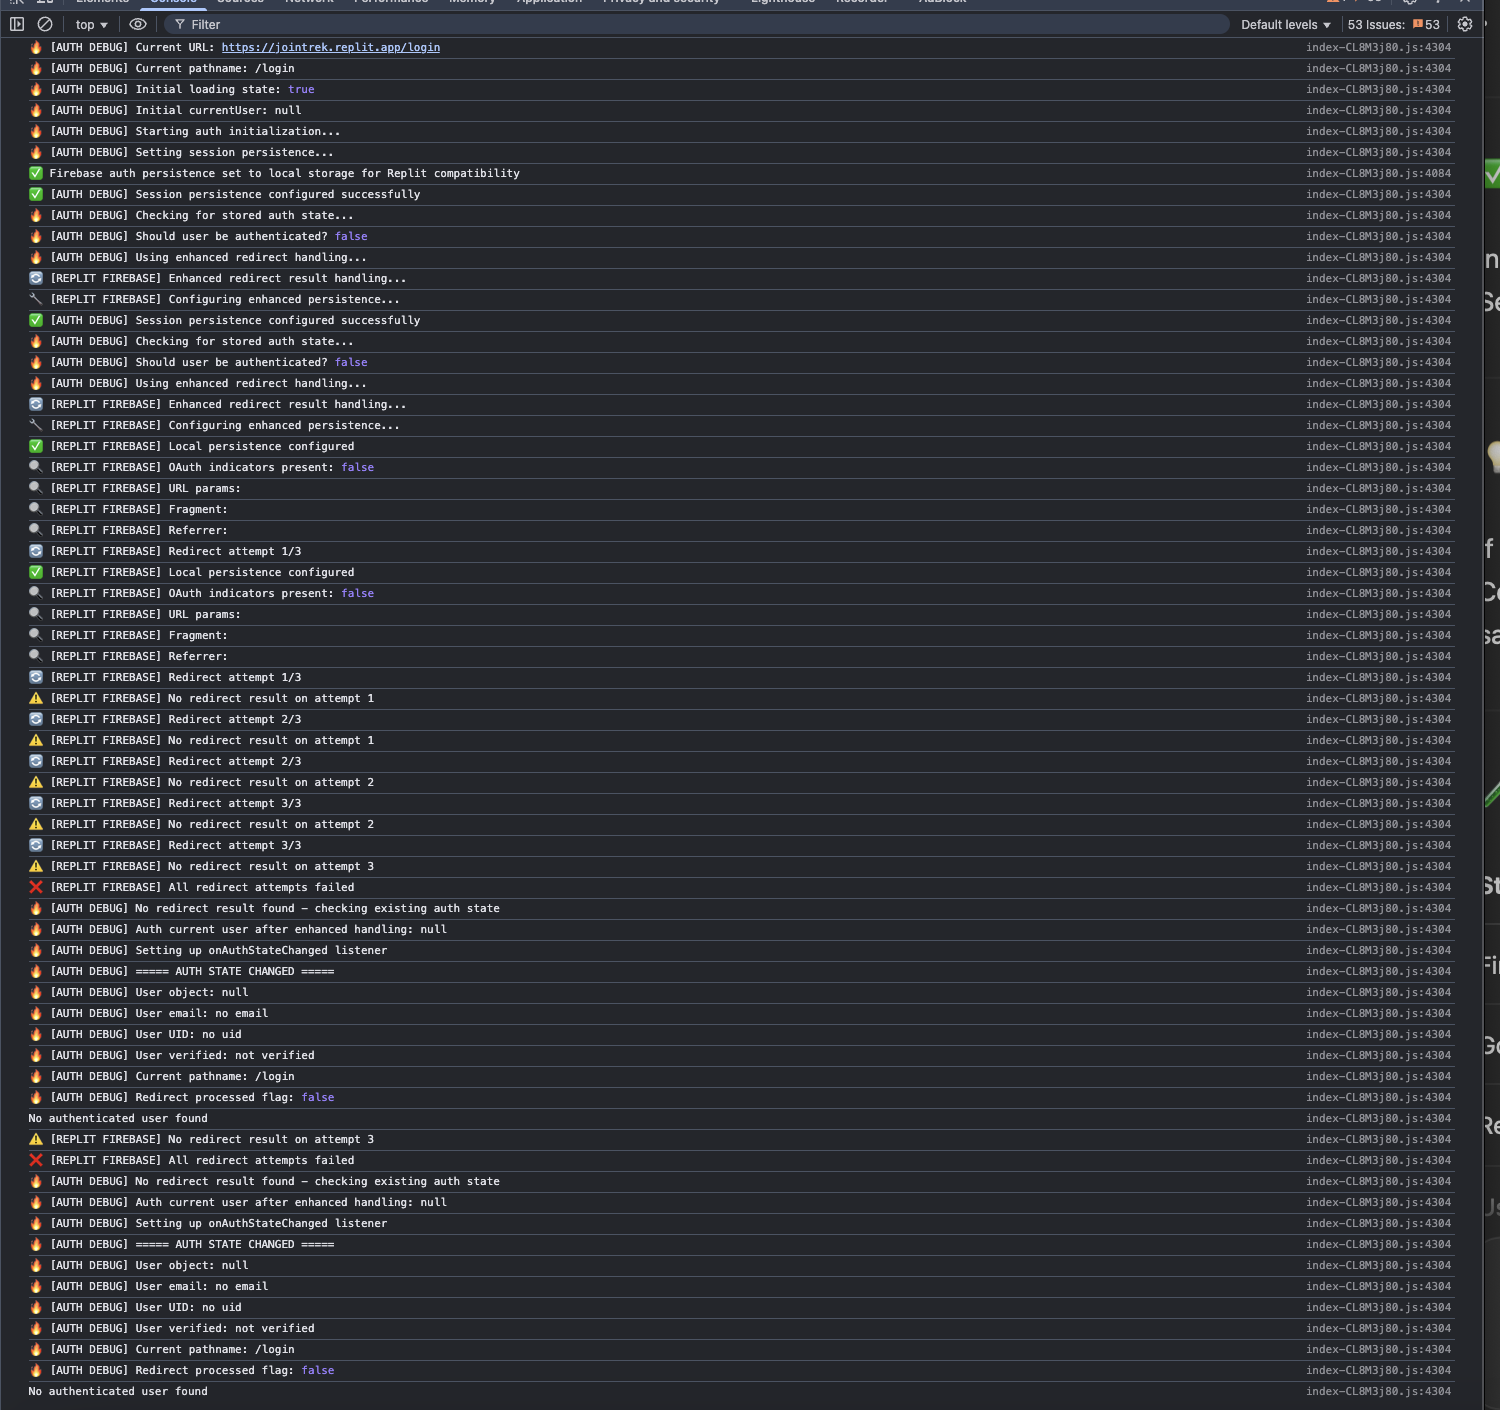 Elements Console Sources Network Performance Memory Application Privacy and security Lighthouse Recorder AdBlock
top Filter Default levels 53 Issues: 53
🔥 [AUTH DEBUG] Current URL: https://jointrek.replit.app/login index-CL8M3j80.js:4304
🔥 [AUTH DEBUG] Current pathname: /login index-CL8M3j80.js:4304
🔥 [AUTH DEBUG] Initial loading state: true index-CL8M3j80.js:4304
🔥 [AUTH DEBUG] Initial currentUser: null index-CL8M3j80.js:4304
🔥 [AUTH DEBUG] Starting auth initialization... index-CL8M3j80.js:4304
🔥 [AUTH DEBUG] Setting session persistence... index-CL8M3j80.js:4304
✅ Firebase auth persistence set to local storage for Replit compatibility index-CL8M3j80.js:4084
✅ [AUTH DEBUG] Session persistence configured successfully index-CL8M3j80.js:4304
🔥 [AUTH DEBUG] Checking for stored auth state... index-CL8M3j80.js:4304
🔥 [AUTH DEBUG] Should user be authenticated? false index-CL8M3j80.js:4304
🔥 [AUTH DEBUG] Using enhanced redirect handling... index-CL8M3j80.js:4304
🔄 [REPLIT FIREBASE] Enhanced redirect result handling... index-CL8M3j80.js:4304
🔧 [REPLIT FIREBASE] Configuring enhanced persistence... index-CL8M3j80.js:4304
✅ [AUTH DEBUG] Session persistence configured successfully index-CL8M3j80.js:4304
🔥 [AUTH DEBUG] Checking for stored auth state... index-CL8M3j80.js:4304
🔥 [AUTH DEBUG] Should user be authenticated? false index-CL8M3j80.js:4304
🔥 [AUTH DEBUG] Using enhanced redirect handling... index-CL8M3j80.js:4304
🔄 [REPLIT FIREBASE] Enhanced redirect result handling... index-CL8M3j80.js:4304
🔧 [REPLIT FIREBASE] Configuring enhanced persistence... index-CL8M3j80.js:4304
✅ [REPLIT FIREBASE] Local persistence configured index-CL8M3j80.js:4304
🔍 [REPLIT FIREBASE] OAuth indicators present: false index-CL8M3j80.js:4304
🔍 [REPLIT FIREBASE] URL params: index-CL8M3j80.js:4304
🔍 [REPLIT FIREBASE] Fragment: index-CL8M3j80.js:4304
🔍 [REPLIT FIREBASE] Referrer: index-CL8M3j80.js:4304
🔄 [REPLIT FIREBASE] Redirect attempt 1/3 index-CL8M3j80.js:4304
✅ [REPLIT FIREBASE] Local persistence configured index-CL8M3j80.js:4304
🔍 [REPLIT FIREBASE] OAuth indicators present: false index-CL8M3j80.js:4304
🔍 [REPLIT FIREBASE] URL params: index-CL8M3j80.js:4304
🔍 [REPLIT FIREBASE] Fragment: index-CL8M3j80.js:4304
🔍 [REPLIT FIREBASE] Referrer: index-CL8M3j80.js:4304
🔄 [REPLIT FIREBASE] Redirect attempt 1/3 index-CL8M3j80.js:4304
⚠️ [REPLIT FIREBASE] No redirect result on attempt 1 index-CL8M3j80.js:4304
🔄 [REPLIT FIREBASE] Redirect attempt 2/3 index-CL8M3j80.js:4304
⚠️ [REPLIT FIREBASE] No redirect result on attempt 1 index-CL8M3j80.js:4304
🔄 [REPLIT FIREBASE] Redirect attempt 2/3 index-CL8M3j80.js:4304
⚠️ [REPLIT FIREBASE] No redirect result on attempt 2 index-CL8M3j80.js:4304
🔄 [REPLIT FIREBASE] Redirect attempt 3/3 index-CL8M3j80.js:4304
⚠️ [REPLIT FIREBASE] No redirect result on attempt 2 index-CL8M3j80.js:4304
🔄 [REPLIT FIREBASE] Redirect attempt 3/3 index-CL8M3j80.js:4304
⚠️ [REPLIT FIREBASE] No redirect result on attempt 3 index-CL8M3j80.js:4304
❌ [REPLIT FIREBASE] All redirect attempts failed index-CL8M3j80.js:4304
🔥 [AUTH DEBUG] No redirect result found – checking existing auth state index-CL8M3j80.js:4304
🔥 [AUTH DEBUG] Auth current user after enhanced handling: null index-CL8M3j80.js:4304
🔥 [AUTH DEBUG] Setting up onAuthStateChanged listener index-CL8M3j80.js:4304
🔥 [AUTH DEBUG] ===== AUTH STATE CHANGED ===== index-CL8M3j80.js:4304
🔥 [AUTH DEBUG] User object: null index-CL8M3j80.js:4304
🔥 [AUTH DEBUG] User email: no email index-CL8M3j80.js:4304
🔥 [AUTH DEBUG] User UID: no uid index-CL8M3j80.js:4304
🔥 [AUTH DEBUG] User verified: not verified index-CL8M3j80.js:4304
🔥 [AUTH DEBUG] Current pathname: /login index-CL8M3j80.js:4304
🔥 [AUTH DEBUG] Redirect processed flag: false index-CL8M3j80.js:4304
No authenticated user found index-CL8M3j80.js:4304
⚠️ [REPLIT FIREBASE] No redirect result on attempt 3 index-CL8M3j80.js:4304
❌ [REPLIT FIREBASE] All redirect attempts failed index-CL8M3j80.js:4304
🔥 [AUTH DEBUG] No redirect result found – checking existing auth state index-CL8M3j80.js:4304
🔥 [AUTH DEBUG] Auth current user after enhanced handling: null index-CL8M3j80.js:4304
🔥 [AUTH DEBUG] Setting up onAuthStateChanged listener index-CL8M3j80.js:4304
🔥 [AUTH DEBUG] ===== AUTH STATE CHANGED ===== index-CL8M3j80.js:4304
🔥 [AUTH DEBUG] User object: null index-CL8M3j80.js:4304
🔥 [AUTH DEBUG] User email: no email index-CL8M3j80.js:4304
🔥 [AUTH DEBUG] User UID: no uid index-CL8M3j80.js:4304
🔥 [AUTH DEBUG] User verified: not verified index-CL8M3j80.js:4304
🔥 [AUTH DEBUG] Current pathname: /login index-CL8M3j80.js:4304
🔥 [AUTH DEBUG] Redirect processed flag: false index-CL8M3j80.js:4304
No authenticated user found index-CL8M3j80.js:4304